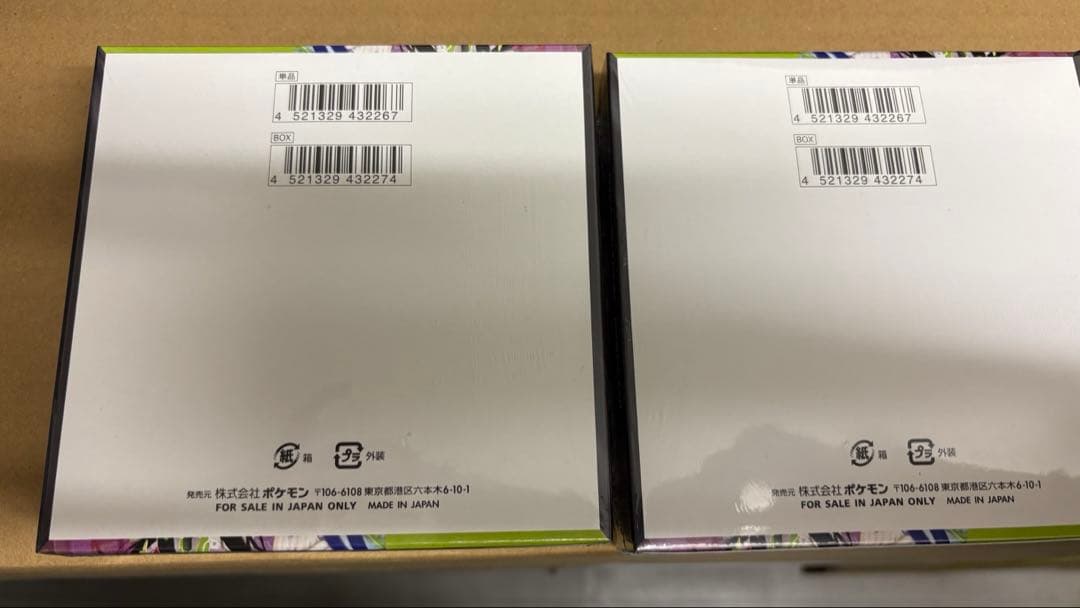 単品
4 521329 432267
BOX
4 521329 432274
紙 箱 プラ 外装
発売元 株式会社ポケモン 〒106-6108 東京都港区六本木6-10-1
FOR SALE IN JAPAN ONLY MADE IN JAPAN
単品
4 521329 432267
BOX
4 521329 432274
紙 箱 プラ 外装
発売元 株式会社ポケモン 〒106-6108 東京都港区六本木6-10-1
FOR SALE IN JAPAN ONLY MADE IN JAPAN